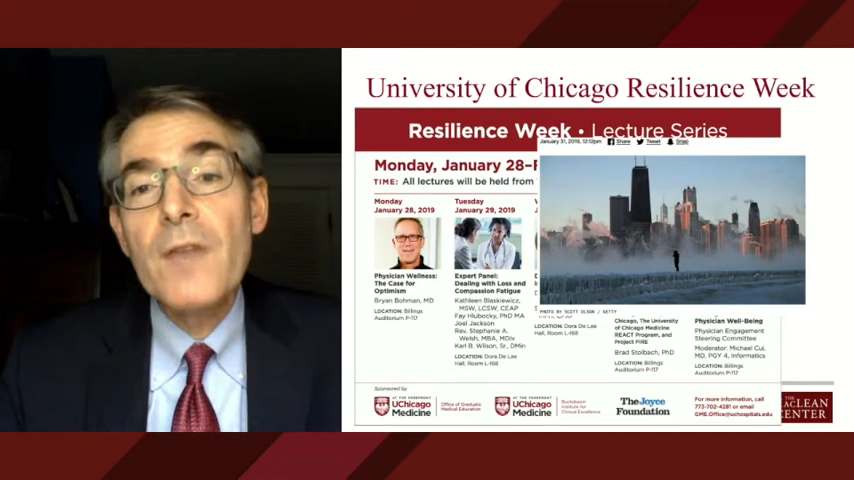 University of Chicago Resilience Week
Resilience Week • Lecture Series
January 31, 2019, 12:12pm Share Tweet Snap
Monday, January 28–F
TIME: All lectures will be held from
Monday
January 28, 2019
Physician Wellness:
The Case for
Optimism
Bryan Bohman, MD
LOCATION: Billings
Auditorium P-117
Tuesday
January 29, 2019
Expert Panel:
Dealing with Loss and
Compassion Fatigue
Kathleen Blaskiewicz,
MSW, LCSW, CEAP
Fay Hlubocky, PhD MA
Joel Jackson
Rev. Stephanie A.
Welsh, MBA, MDiv
Karl B. Wilson, Sr., DMin
LOCATION: Dora De Lee
Hall, Room L-168
PHOTO BY SCOTT OLSON / GETTY
LOCATION: Dora De Lee
Hall, Room L-168
Chicago, The University
of Chicago Medicine
REACT Program, and
Project FIRE
Brad Stolbach, PhD
LOCATION: Billings
Auditorium P-117
Physician Well-Being
Physician Engagement
Steering Committee
Moderator: Michael Cui,
MD, PGY 4, Informatics
LOCATION: Billings
Auditorium P-117
Sponsored by
AT THE FOREFRONT
UChicago
Medicine
Office of Graduate
Medical Education
AT THE FOREFRONT
UChicago
Medicine
Bucksbaum
Institute for
Clinical Excellence
The Joyce
Foundation
For more information, call
773-702-4281 or email
GME.Office@uchospitals.edu
ACLEAN
CENTER